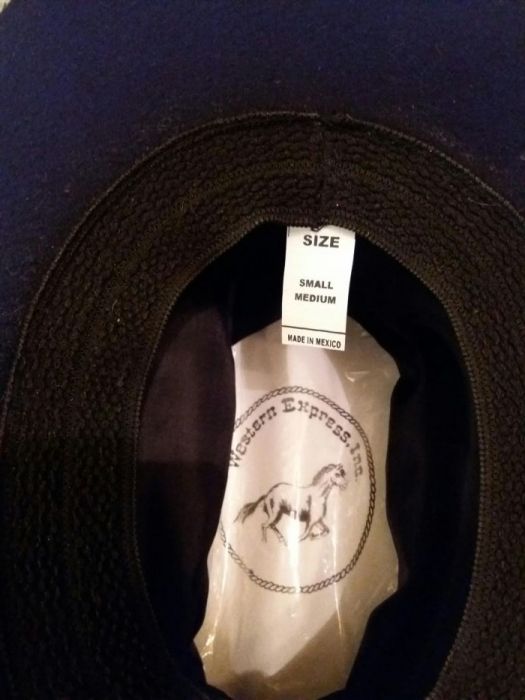 SIZE
SMALL
MEDIUM
MADE IN MEXICO
Western Express, Inc.